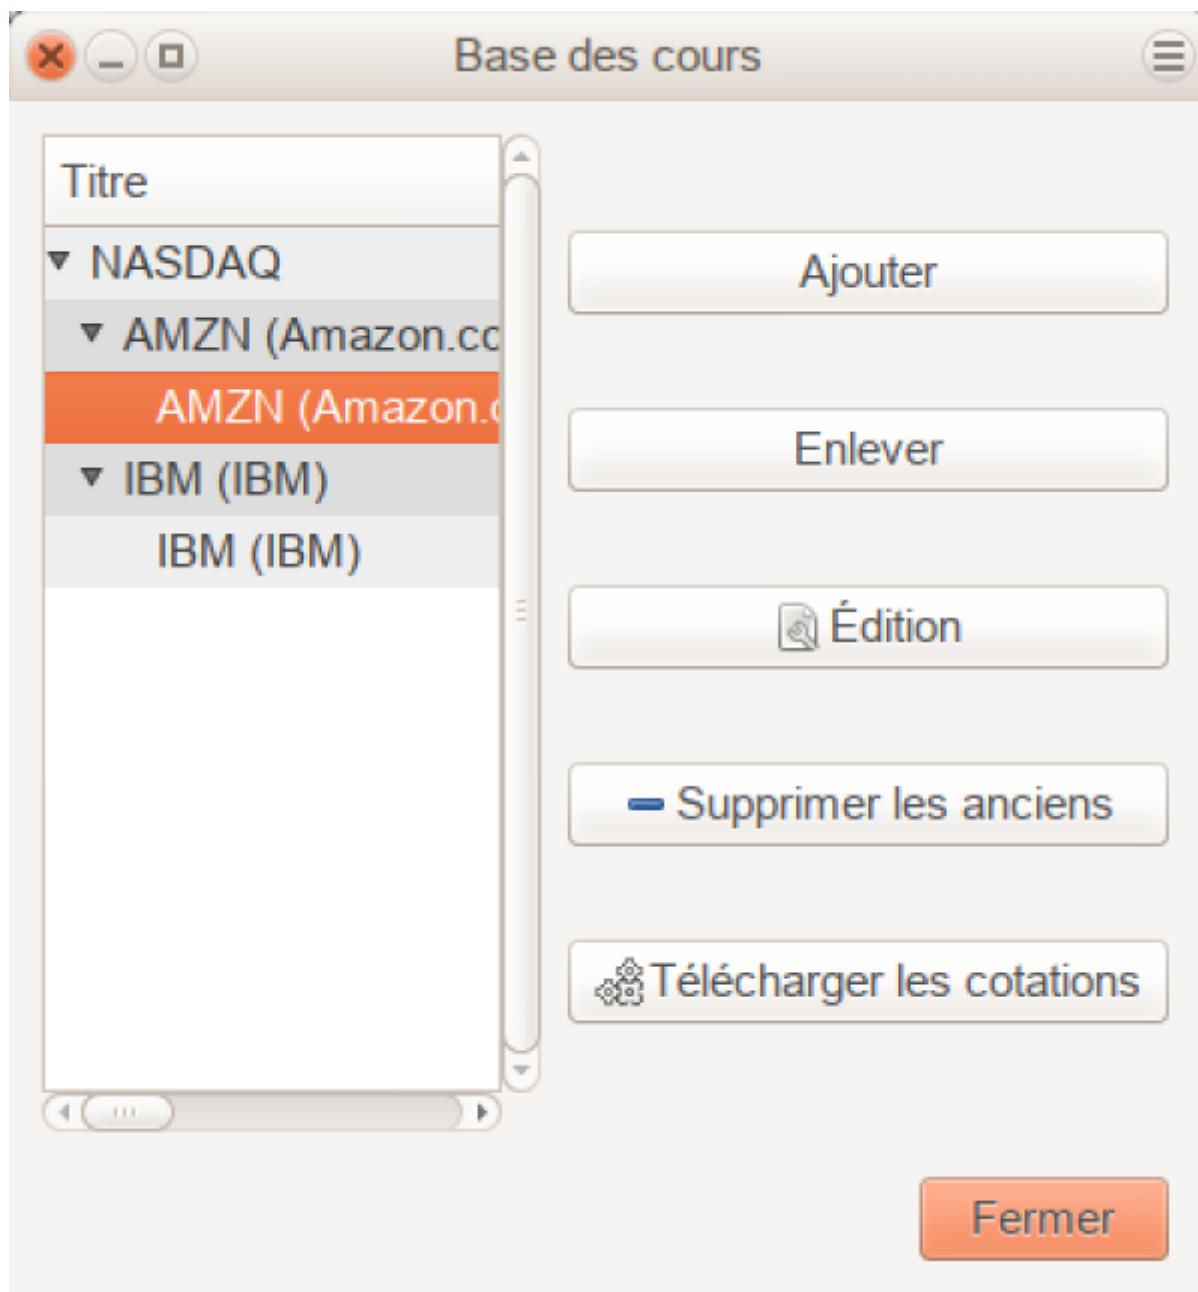 Base des cours
Titre
NASDAQ
AMZN (Amazon.co
AMZN (Amazon.
IBM (IBM)
IBM (IBM)
Ajouter
Enlever
Édition
Supprimer les anciens
Télécharger les cotations
Fermer